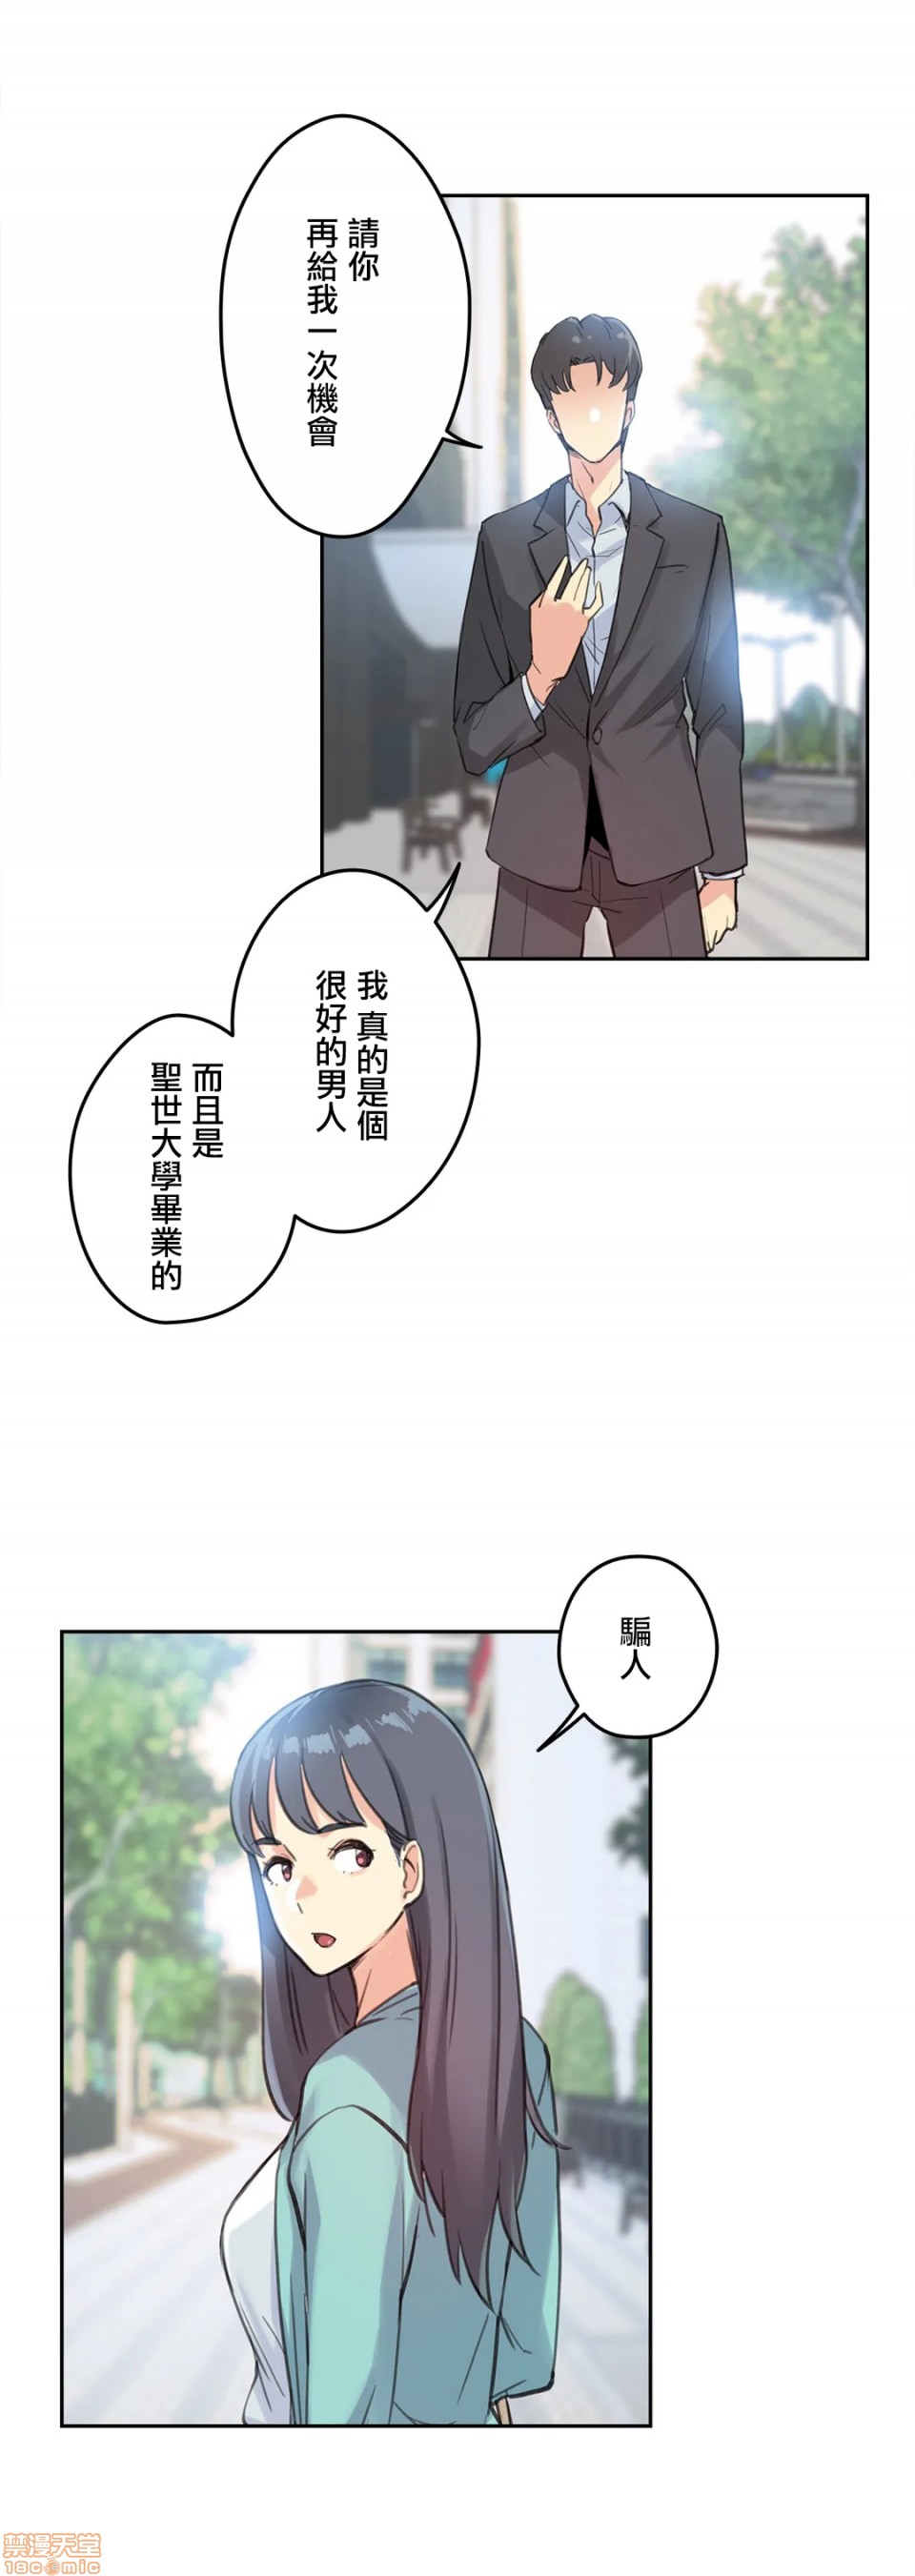 請你
再給我一次機會
我真的是個
很好的男人
而且是
聖世大學畢業的
騙人
禁漫天堂
18comic